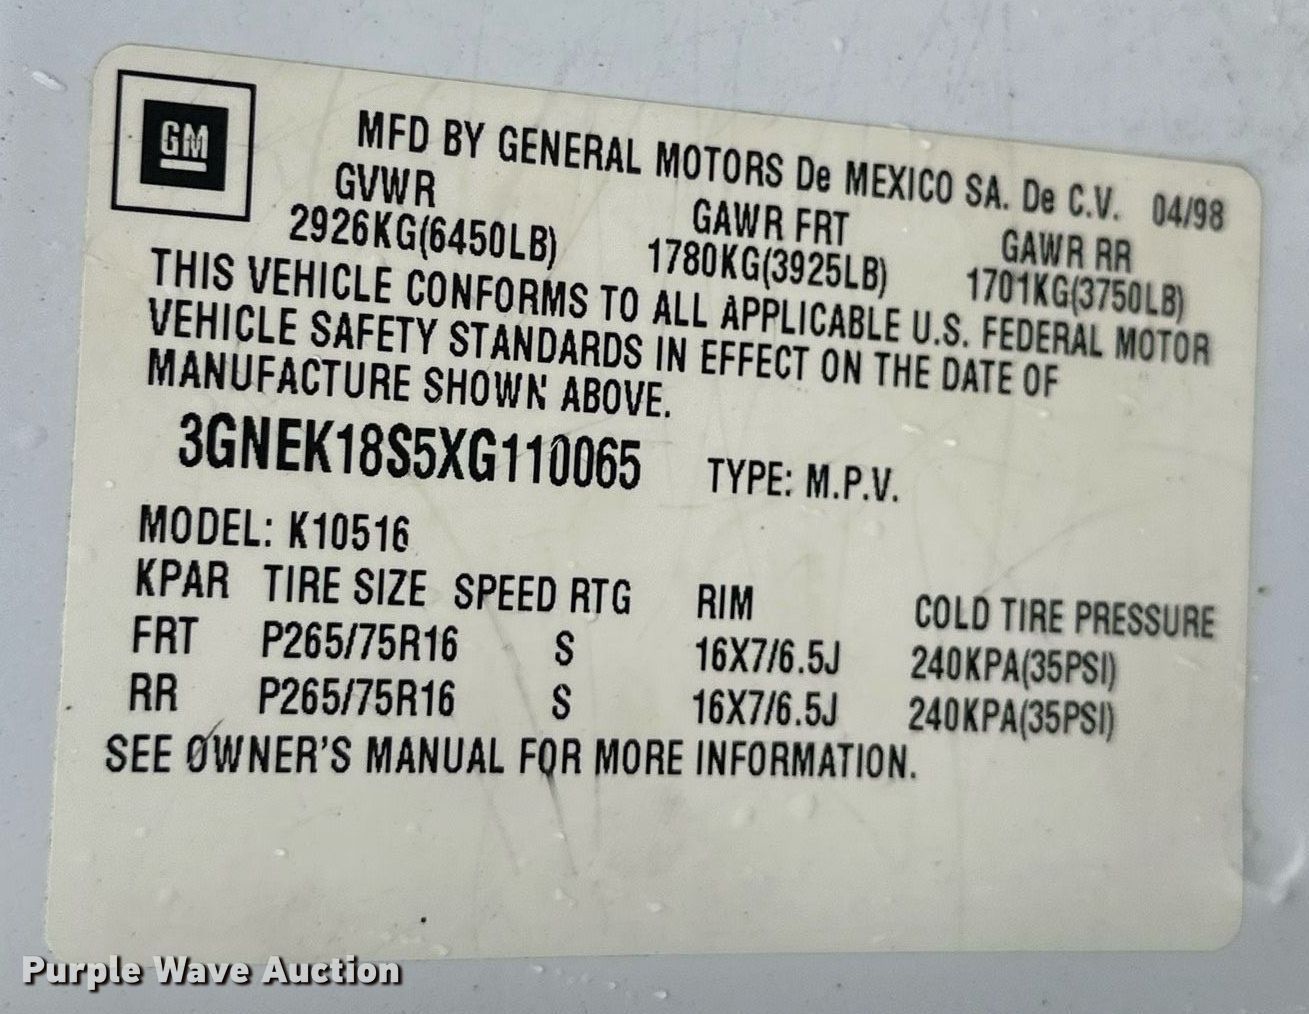 GM
MFD BY GENERAL MOTORS De MEXICO SA. De C.V. 04/98
GVWR GAWR FRT GAWR RR
2926KG(6450LB) 1780KG(3925LB) 1701KG(3750LB)
THIS VEHICLE CONFORMS TO ALL APPLICABLE U.S. FEDERAL MOTOR
VEHICLE SAFETY STANDARDS IN EFFECT ON THE DATE OF
MANUFACTURE SHOWN ABOVE.
3GNEK18S5XG110065 TYPE: M.P.V.
MODEL: K10516
KPAR TIRE SIZE SPEED RTG RIM COLD TIRE PRESSURE
FRT P265/75R16 S 16X7/6.5J 240KPA(35PSI)
RR P265/75R16 S 16X7/6.5J 240KPA(35PSI)
SEE OWNER'S MANUAL FOR MORE INFORMATION.
Purple Wave Auction